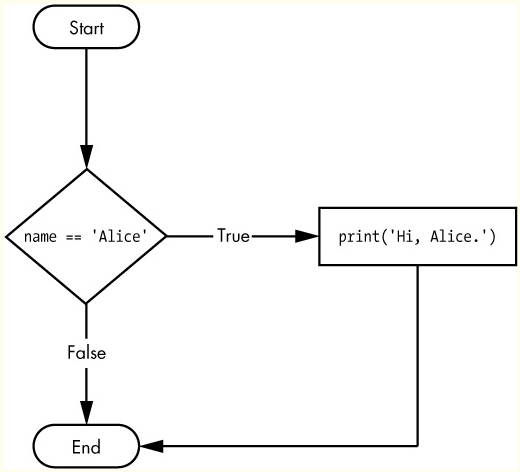 Start
name == 'Alice'
True
print('Hi, Alice.')
False
End